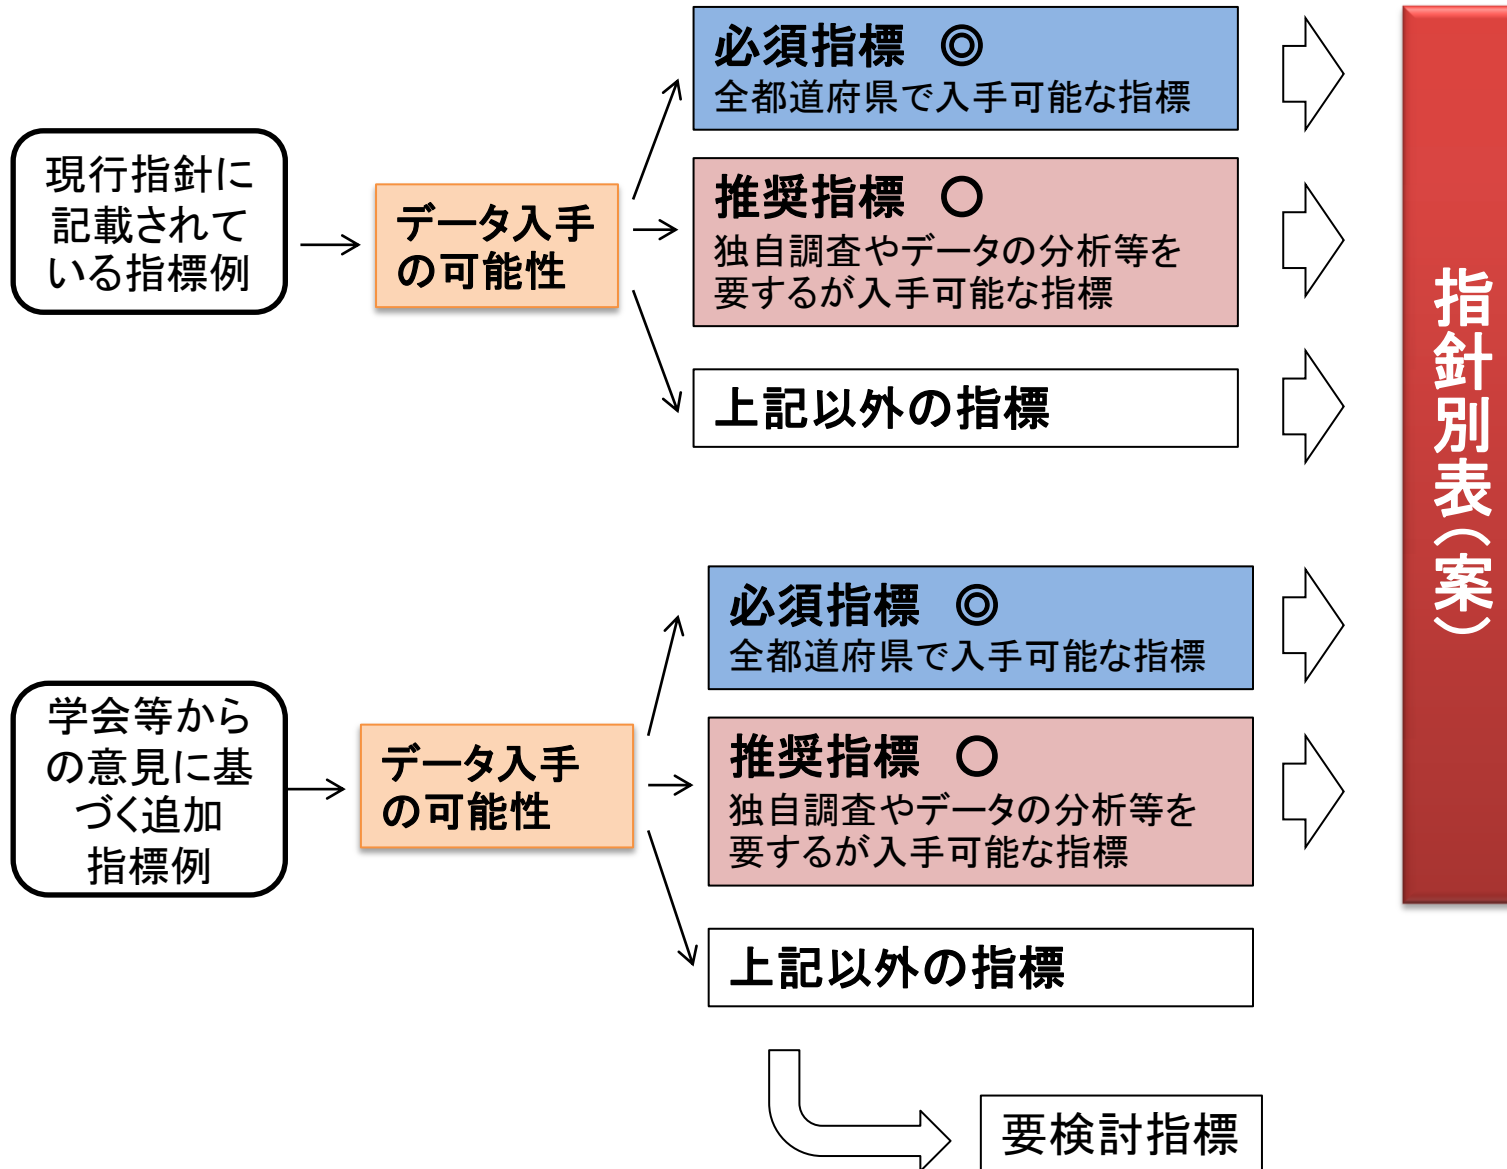 現行指針に
記載されて
いる指標例
データ入手
の可能性
必須指標 ◎
全都道府県で入手可能な指標
推奨指標 〇
独自調査やデータの分析等を
要するが入手可能な指標
上記以外の指標
学会等から
の意見に基
づく追加
指標例
データ入手
の可能性
必須指標 ◎
全都道府県で入手可能な指標
推奨指標 〇
独自調査やデータの分析等を
要するが入手可能な指標
上記以外の指標
要検討指標
指針別表（案）